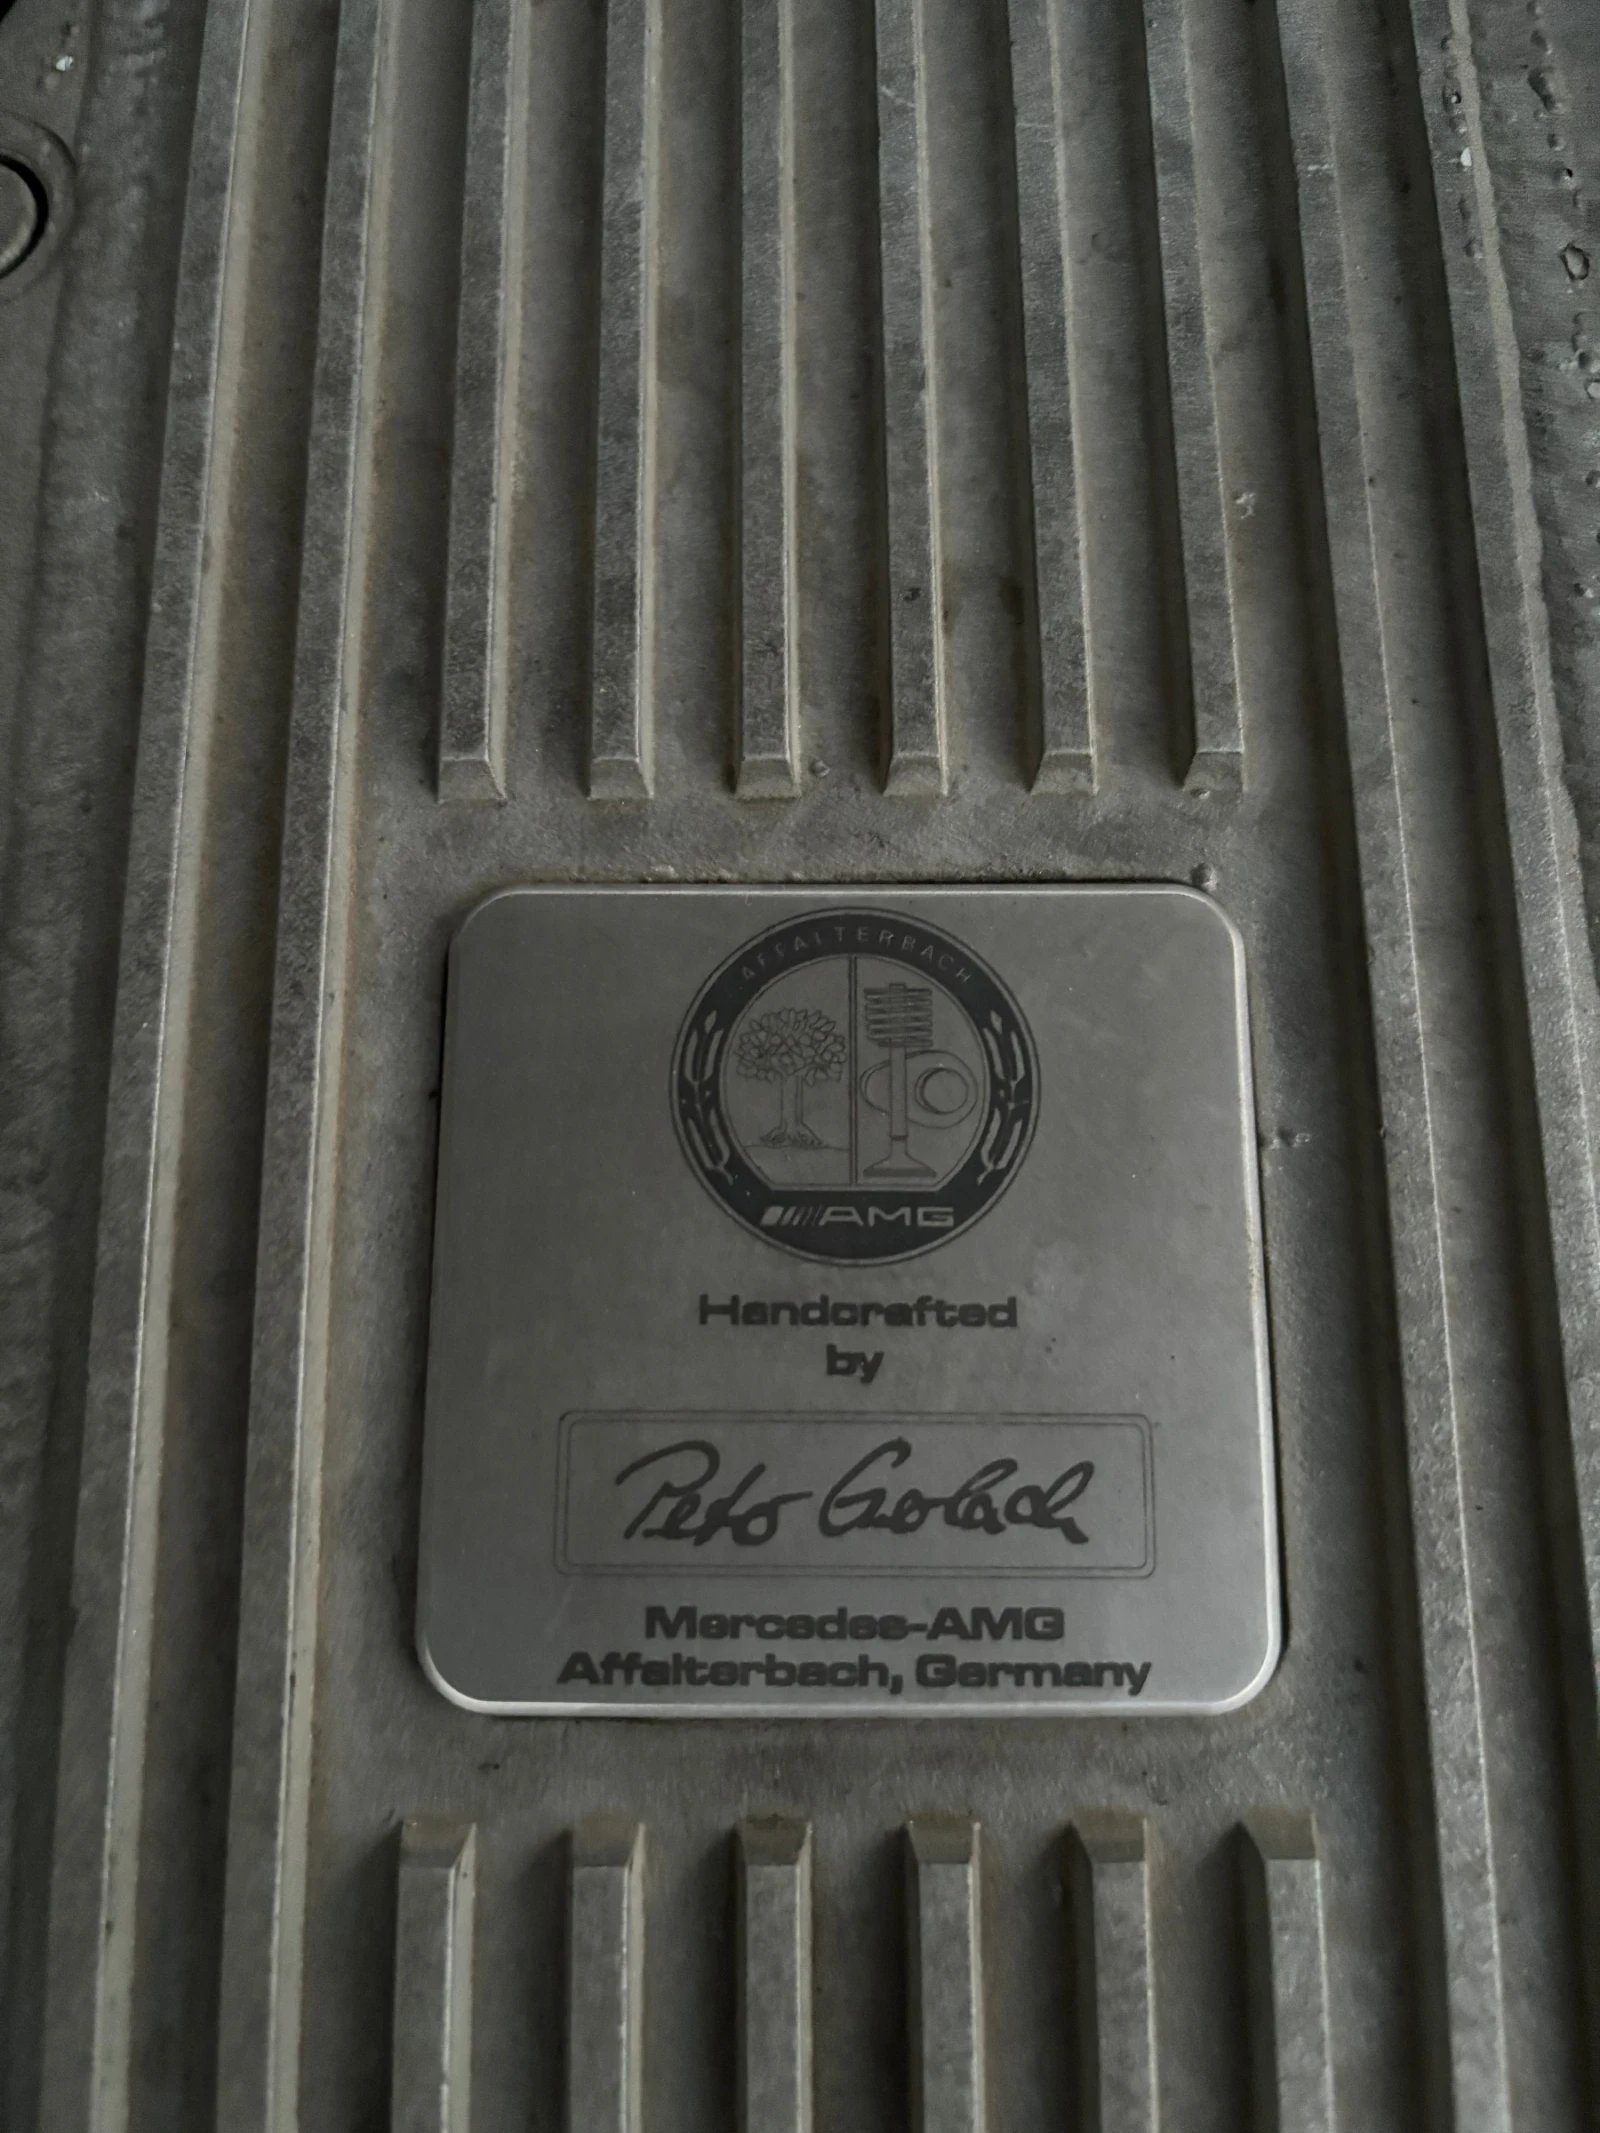 AFFALTERBACH
AMG
Handcrafted
by
Mercedes-AMG
Affalterbach, Germany